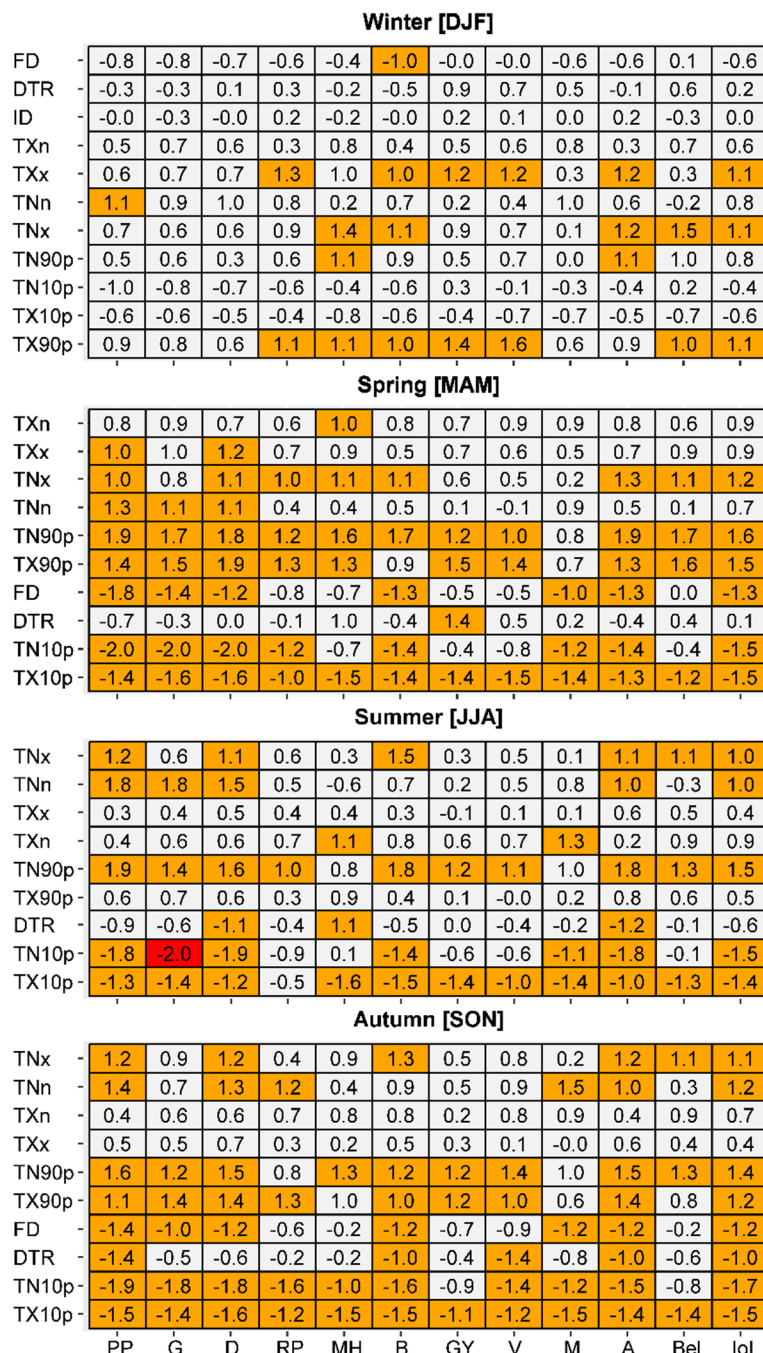 Winter [DJF]
FD -0.8 -0.8 -0.7 -0.6 -0.4 -1.0 -0.0 -0.0 -0.6 -0.6 0.1 -0.6
DTR -0.3 -0.3 0.1 0.3 -0.2 -0.5 0.9 0.7 0.5 -0.1 0.6 0.2
ID -0.0 -0.3 -0.0 0.2 -0.2 -0.0 0.2 0.1 0.0 0.2 -0.3 0.0
TXn 0.5 0.7 0.6 0.3 0.8 0.4 0.5 0.6 0.8 0.3 0.7 0.6
TXx 0.6 0.7 0.7 1.3 1.0 1.0 1.2 1.2 0.3 1.2 0.3 1.1
TNn 1.1 0.9 1.0 0.8 0.2 0.7 0.2 0.4 1.0 0.6 -0.2 0.8
TNx 0.7 0.6 0.6 0.9 1.4 1.1 0.9 0.7 0.1 1.2 1.5 1.1
TN90p 0.5 0.6 0.3 0.6 1.1 0.9 0.5 0.7 0.0 1.1 1.0 0.8
TN10p -1.0 -0.8 -0.7 -0.6 -0.4 -0.6 0.3 -0.1 -0.3 -0.4 0.2 -0.4
TX10p -0.6 -0.6 -0.5 -0.4 -0.8 -0.6 -0.4 -0.7 -0.7 -0.5 -0.7 -0.6
TX90p 0.9 0.8 0.6 1.1 1.1 1.0 1.4 1.6 0.6 0.9 1.0 1.1
Spring [MAM]
TXn 0.8 0.9 0.7 0.6 1.0 0.8 0.7 0.9 0.9 0.8 0.6 0.9
TXx 1.0 1.0 1.2 0.7 0.9 0.5 0.7 0.6 0.5 0.7 0.9 0.9
TNx 1.0 0.8 1.1 1.0 1.1 1.1 0.6 0.5 0.2 1.3 1.1 1.2
TNn 1.3 1.1 1.1 0.4 0.4 0.5 0.1 -0.1 0.9 0.5 0.1 0.7
TN90p 1.9 1.7 1.8 1.2 1.6 1.7 1.2 1.0 0.8 1.9 1.7 1.6
TX90p 1.4 1.5 1.9 1.3 1.3 0.9 1.5 1.4 0.7 1.3 1.6 1.5
FD -1.8 -1.4 -1.2 -0.8 -0.7 -1.3 -0.5 -0.5 -1.0 -1.3 0.0 -1.3
DTR -0.7 -0.3 0.0 -0.1 1.0 -0.4 1.4 0.5 0.2 -0.4 0.4 0.1
TN10p -2.0 -2.0 -2.0 -1.2 -0.7 -1.4 -0.4 -0.8 -1.2 -1.4 -0.4 -1.5
TX10p -1.4 -1.6 -1.6 -1.0 -1.5 -1.4 -1.4 -1.5 -1.4 -1.3 -1.2 -1.5
Summer [JJA]
TNx 1.2 0.6 1.1 0.6 0.3 1.5 0.3 0.5 0.1 1.1 1.1 1.0
TNn 1.8 1.8 1.5 0.5 -0.6 0.7 0.2 0.5 0.8 1.0 -0.3 1.0
TXx 0.3 0.4 0.5 0.4 0.4 0.3 -0.1 0.1 0.1 0.6 0.5 0.4
TXn 0.4 0.6 0.6 0.7 1.1 0.8 0.6 0.7 1.3 0.2 0.9 0.9
TN90p 1.9 1.4 1.6 1.0 0.8 1.8 1.2 1.1 1.0 1.8 1.3 1.5
TX90p 0.6 0.7 0.6 0.3 0.9 0.4 0.1 -0.0 0.2 0.8 0.6 0.5
DTR -0.9 -0.6 -1.1 -0.4 1.1 -0.5 0.0 -0.4 -0.2 -1.2 -0.1 -0.6
TN10p -1.8 -2.0 -1.9 -0.9 0.1 -1.4 -0.6 -0.6 -1.1 -1.8 -0.1 -1.5
TX10p -1.3 -1.4 -1.2 -0.5 -1.6 -1.5 -1.4 -1.0 -1.4 -1.0 -1.3 -1.4
Autumn [SON]
TNx 1.2 0.9 1.2 0.4 0.9 1.3 0.5 0.8 0.2 1.2 1.1 1.1
TNn 1.4 0.7 1.3 1.2 0.4 0.9 0.5 0.9 1.5 1.0 0.3 1.2
TXn 0.4 0.6 0.6 0.7 0.8 0.8 0.2 0.8 0.9 0.4 0.9 0.7
TXx 0.5 0.5 0.7 0.3 0.2 0.5 0.3 0.1 -0.0 0.6 0.4 0.4
TN90p 1.6 1.2 1.5 0.8 1.3 1.2 1.2 1.4 1.0 1.5 1.3 1.4
TX90p 1.1 1.4 1.4 1.3 1.0 1.0 1.2 1.0 0.6 1.4 0.8 1.2
FD -1.4 -1.0 -1.2 -0.6 -0.2 -1.2 -0.7 -0.9 -1.2 -1.2 -0.2 -1.2
DTR -1.4 -0.5 -0.6 -0.2 -0.2 -1.0 -0.4 -1.4 -0.8 -1.0 -0.6 -1.0
TN10p -1.9 -1.8 -1.8 -1.6 -1.0 -1.6 -0.9 -1.4 -1.2 -1.5 -0.8 -1.7
TX10p -1.5 -1.4 -1.6 -1.2 -1.5 -1.5 -1.1 -1.2 -1.5 -1.4 -1.4 -1.5
PP G D RP MH B GY V M A Bel IoI